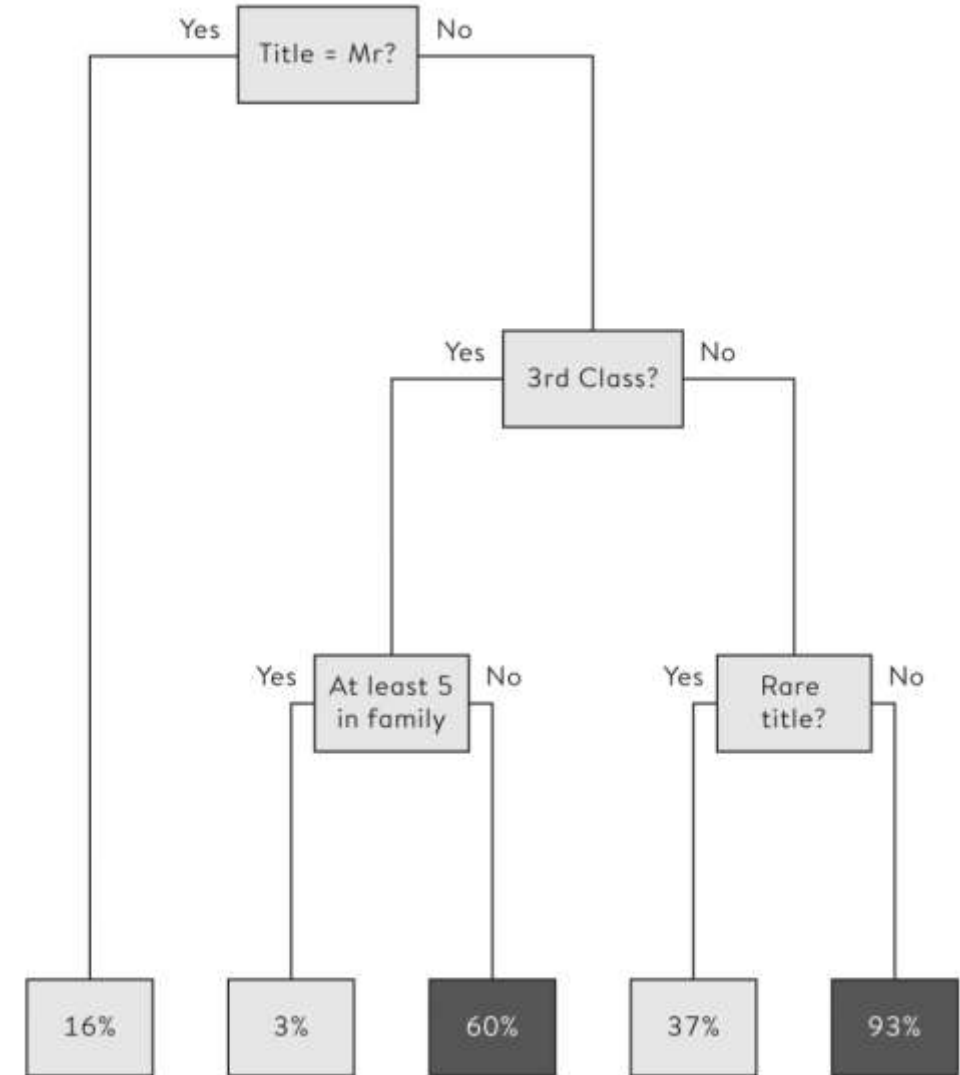 Yes
Title = Mr?
No
Yes
3rd Class?
No
Yes
At least 5
in family
No
Yes
Rare
title?
No
16%
3%
60%
37%
93%